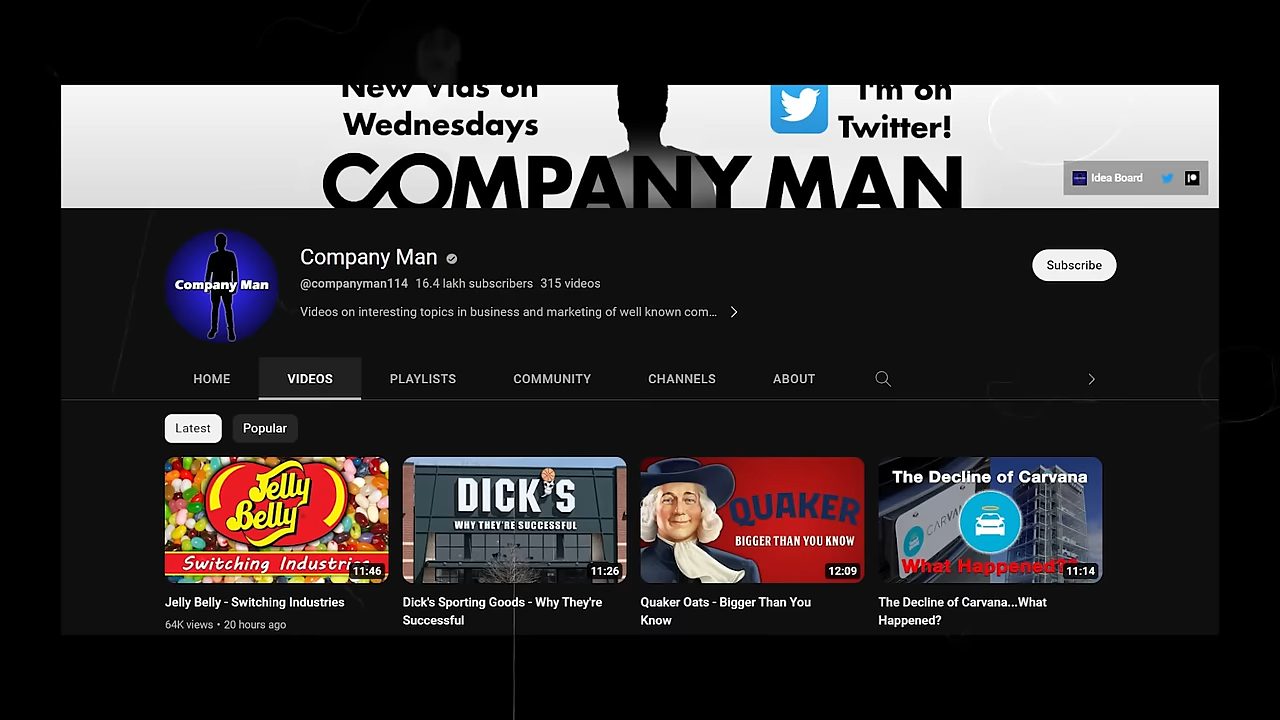 New Vids on
Wednesdays
I'm on
Twitter!
COMPANY MAN
Idea Board
Company Man
Company Man
@companyman114 16.4 lakh subscribers 315 videos
Videos on interesting topics in business and marketing of well known com...
Subscribe
HOME VIDEOS PLAYLISTS COMMUNITY CHANNELS ABOUT
Latest Popular
Jelly Belly
Switching Industries
11:46
DICK'S
WHY THEY'RE SUCCESSFUL
11:26
QUAKER
BIGGER THAN YOU KNOW
12:09
The Decline of Carvana
CARVANA
What Happened?
11:14
Jelly Belly - Switching Industries
64K views • 20 hours ago
Dick's Sporting Goods - Why They're
Successful
Quaker Oats - Bigger Than You
Know
The Decline of Carvana...What
Happened?